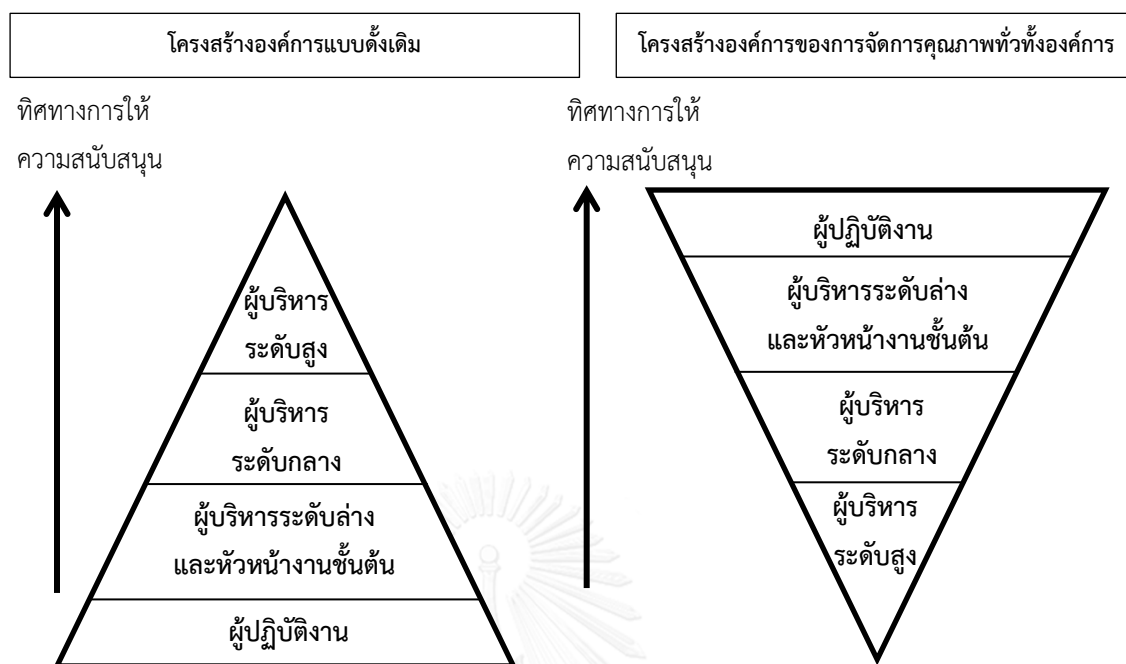 โครงสร้างองค์การแบบดั้งเดิม
ทิศทางการให้
ความสนับสนุน
ผู้บริหาร
ระดับสูง
ผู้บริหาร
ระดับกลาง
ผู้บริหารระดับล่าง
และหัวหน้างานชั้นต้น
ผู้ปฏิบัติงาน
โครงสร้างองค์การของการจัดการคุณภาพทั่วทั้งองค์การ
ทิศทางการให้
ความสนับสนุน
ผู้ปฏิบัติงาน
ผู้บริหารระดับล่าง
และหัวหน้างานชั้นต้น
ผู้บริหาร
ระดับกลาง
ผู้บริหาร
ระดับสูง